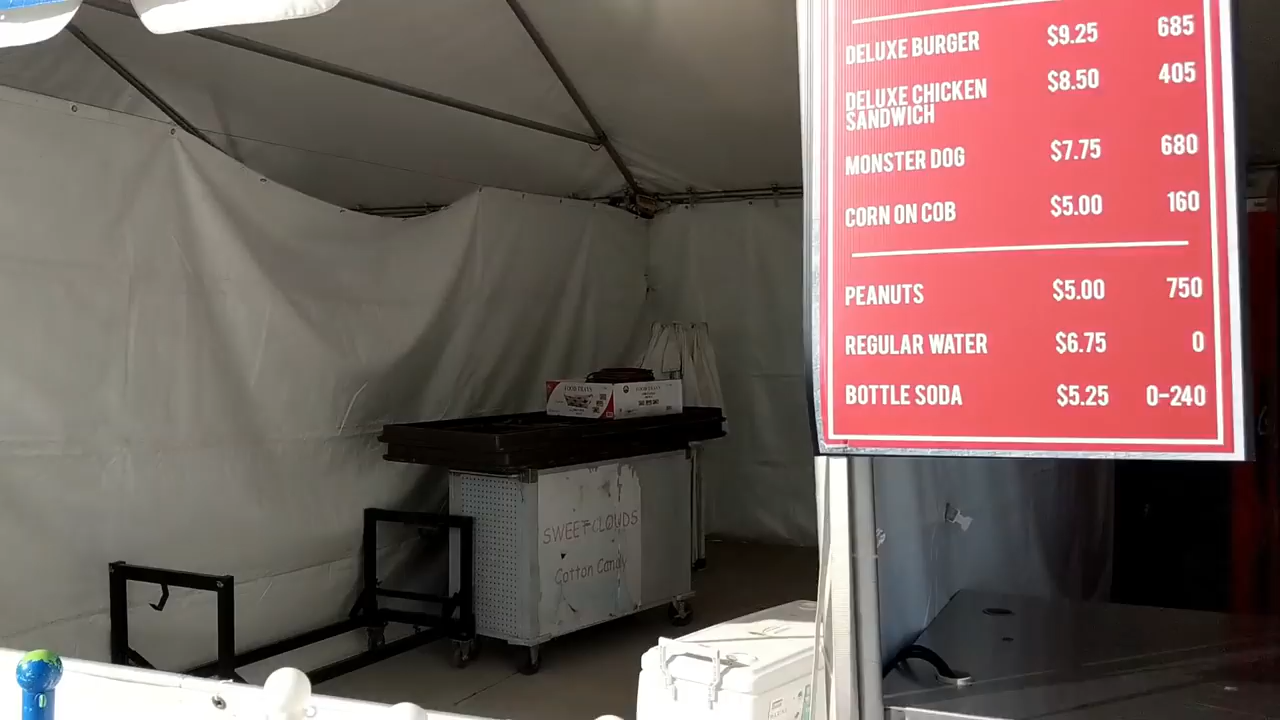 DELUXE BURGER $9.25 685
DELUXE CHICKEN SANDWICH $8.50 405
MONSTER DOG $7.75 680
CORN ON COB $5.00 160
PEANUTS $5.00 750
REGULAR WATER $6.75 0
BOTTLE SODA $5.25 0-240
FOOD TRAYS
SWEET CLOUDS
Cotton Candy